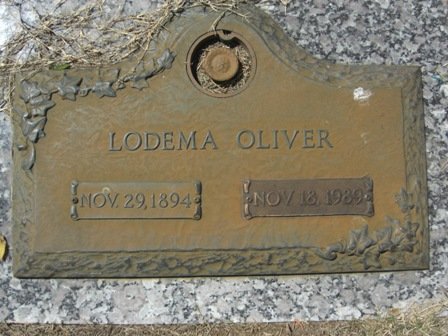 LODEMA OLIVER
NOV. 29, 1894 NOV. 18, 1989